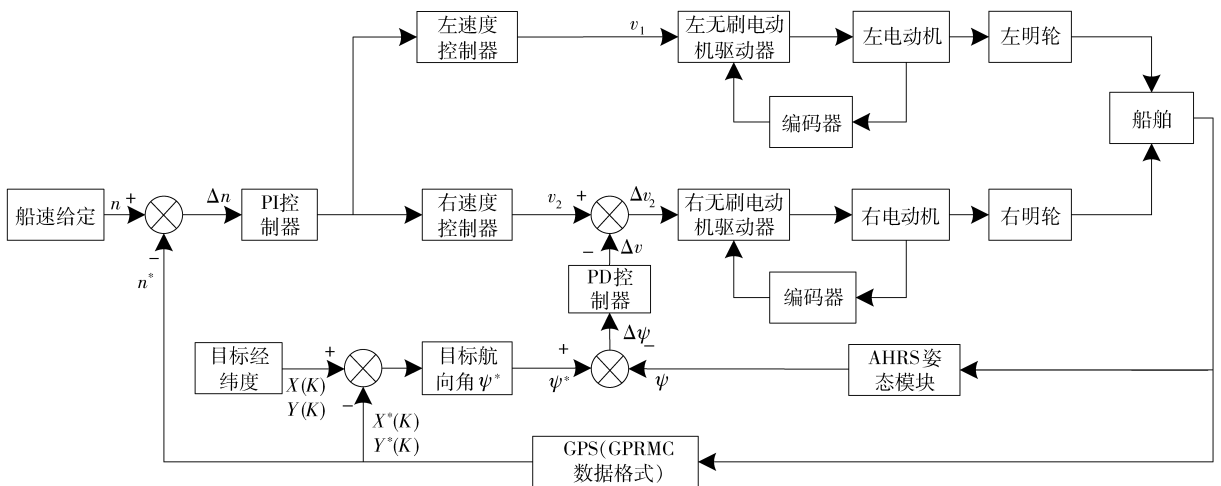 左速度
控制器
v₁
左无刷电动
机驱动器
左电动机
左明轮
编码器
船舶
船速给定
n
+
Δn
PI控
制器
右速度
控制器
v₂
+
Δv₂
右无刷电动
机驱动器
右电动机
右明轮
−
n*
−
Δv
PD控
制器
编码器
Δψ
目标经
纬度
+
X(K)
Y(K)
目标航
向角ψ*
+
ψ*
−
ψ
AHRS姿
态模块
−
X*(K)
Y*(K)
GPS(GPRMC
数据格式)